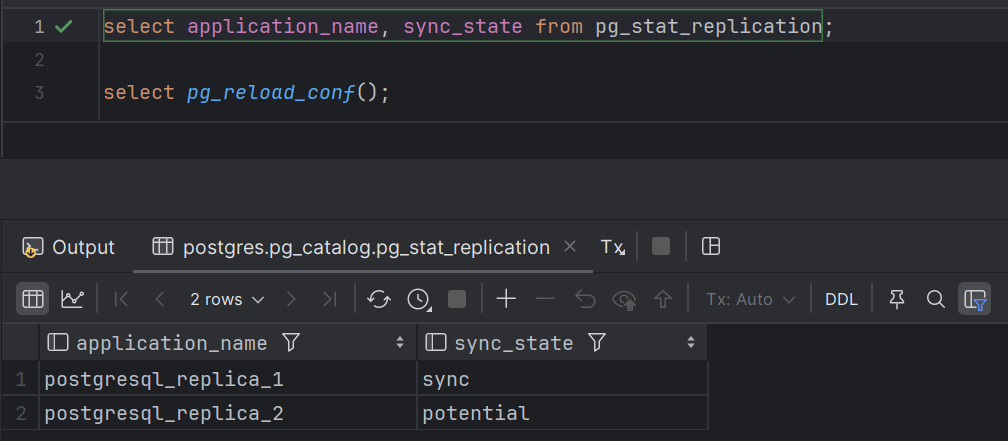 1 select application_name, sync_state from pg_stat_replication;
2
3 select pg_reload_conf();
Output postgres.pg_catalog.pg_stat_replication Tx
2 rows Tx: Auto DDL
application_name sync_state
1 postgresql_replica_1 sync
2 postgresql_replica_2 potential